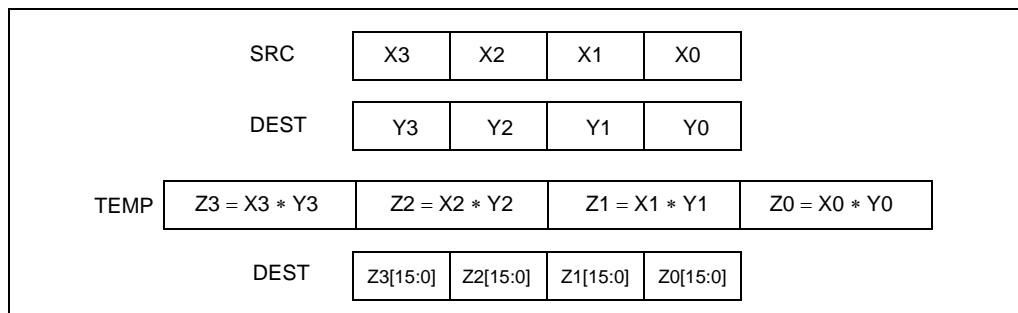 SRC X3 X2 X1 X0
DEST Y3 Y2 Y1 Y0
TEMP Z3 = X3 ∗ Y3 Z2 = X2 ∗ Y2 Z1 = X1 ∗ Y1 Z0 = X0 ∗ Y0
DEST Z3[15:0] Z2[15:0] Z1[15:0] Z0[15:0]